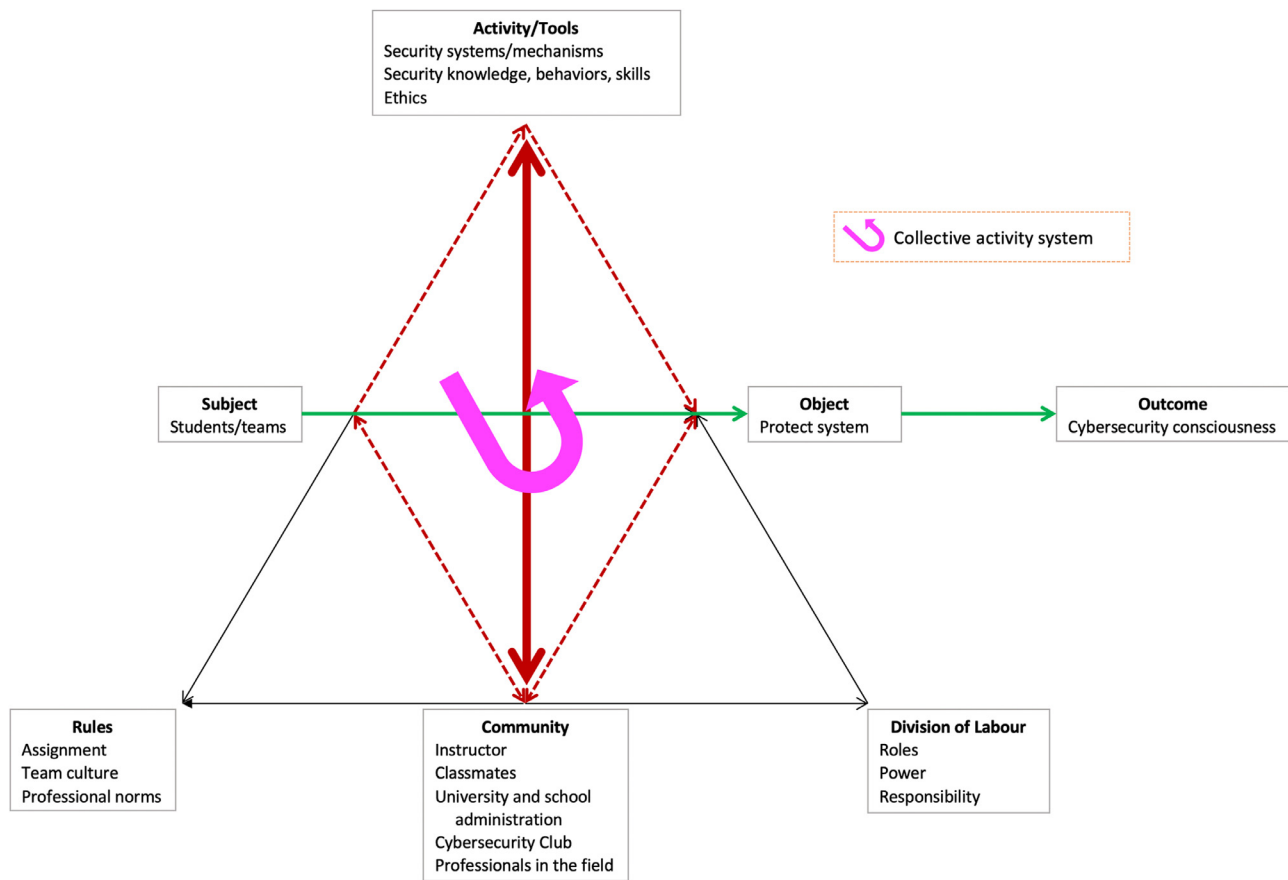 Activity/Tools
Security systems/mechanisms
Security knowledge, behaviors, skills
Ethics
Collective activity system
Subject
Students/teams
Object
Protect system
Outcome
Cybersecurity consciousness
Rules
Assignment
Team culture
Professional norms
Community
Instructor
Classmates
University and school
administration
Cybersecurity Club
Professionals in the field
Division of Labour
Roles
Power
Responsibility